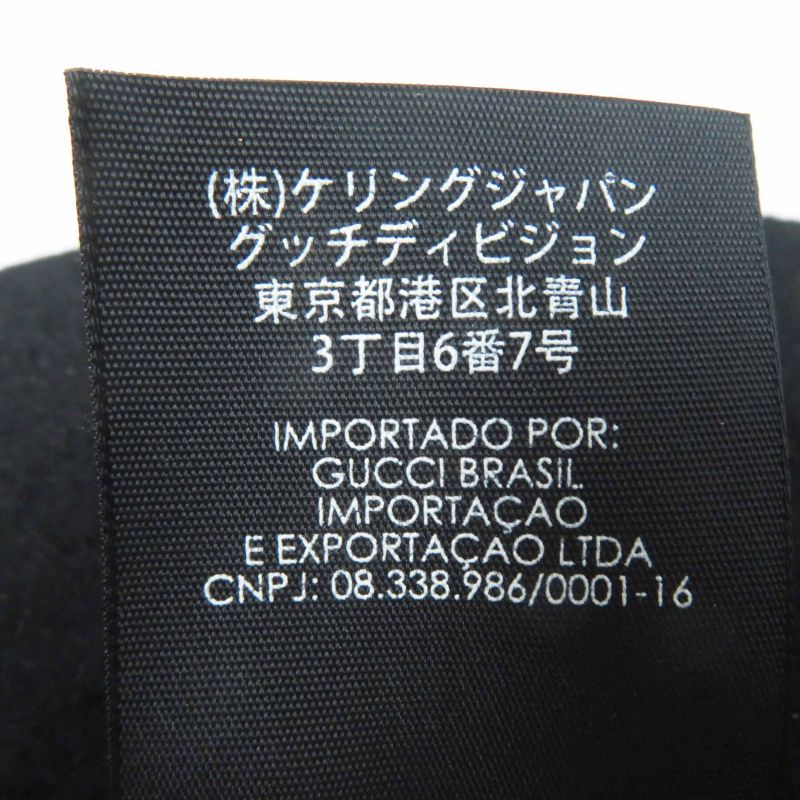 (株)ケリングジャパン
グッチディビジョン
東京都港区北青山
3丁目6番7号
IMPORTADO POR:
GUCCI BRASIL
IMPORTAÇAO
E EXPORTAÇAO LTDA
CNPJ: 08.338.986/0001-16